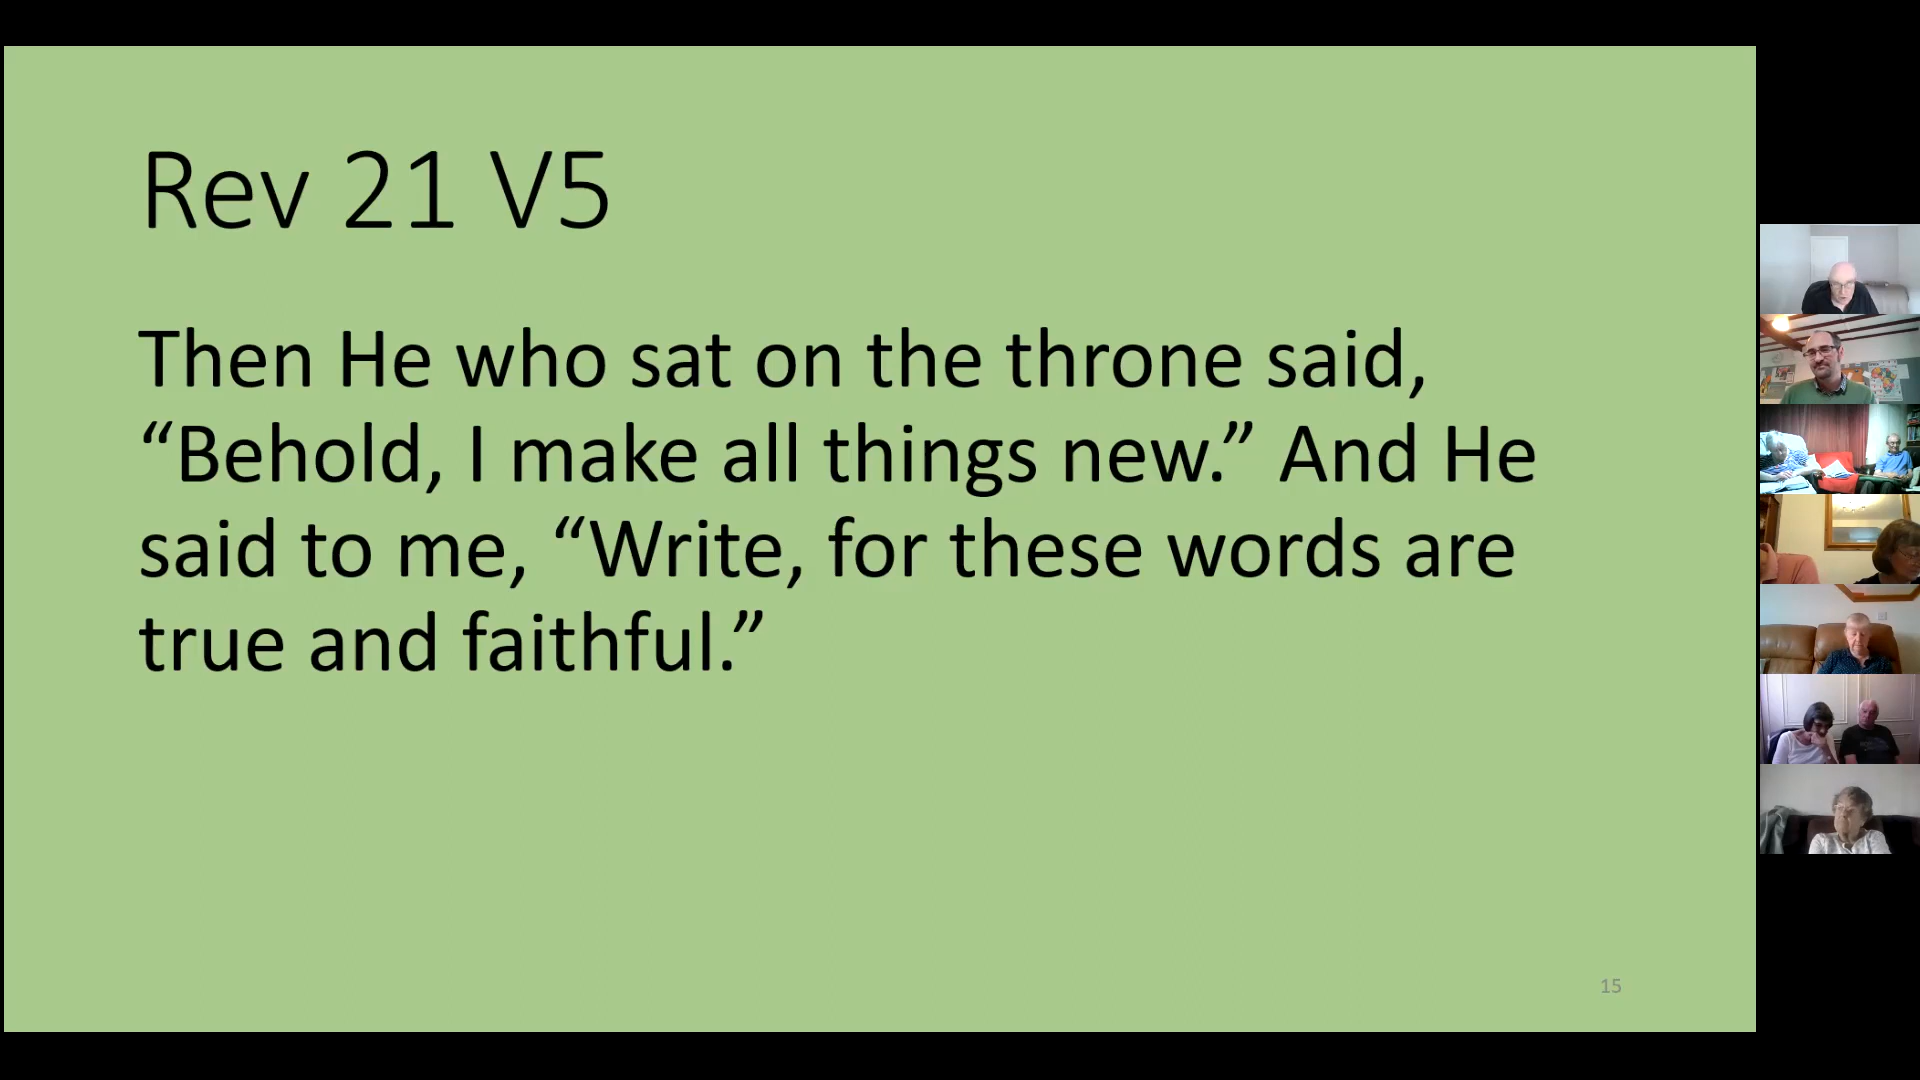 Rev 21 V5
Then He who sat on the throne said,
“Behold, I make all things new.” And He
said to me, “Write, for these words are
true and faithful.”
15